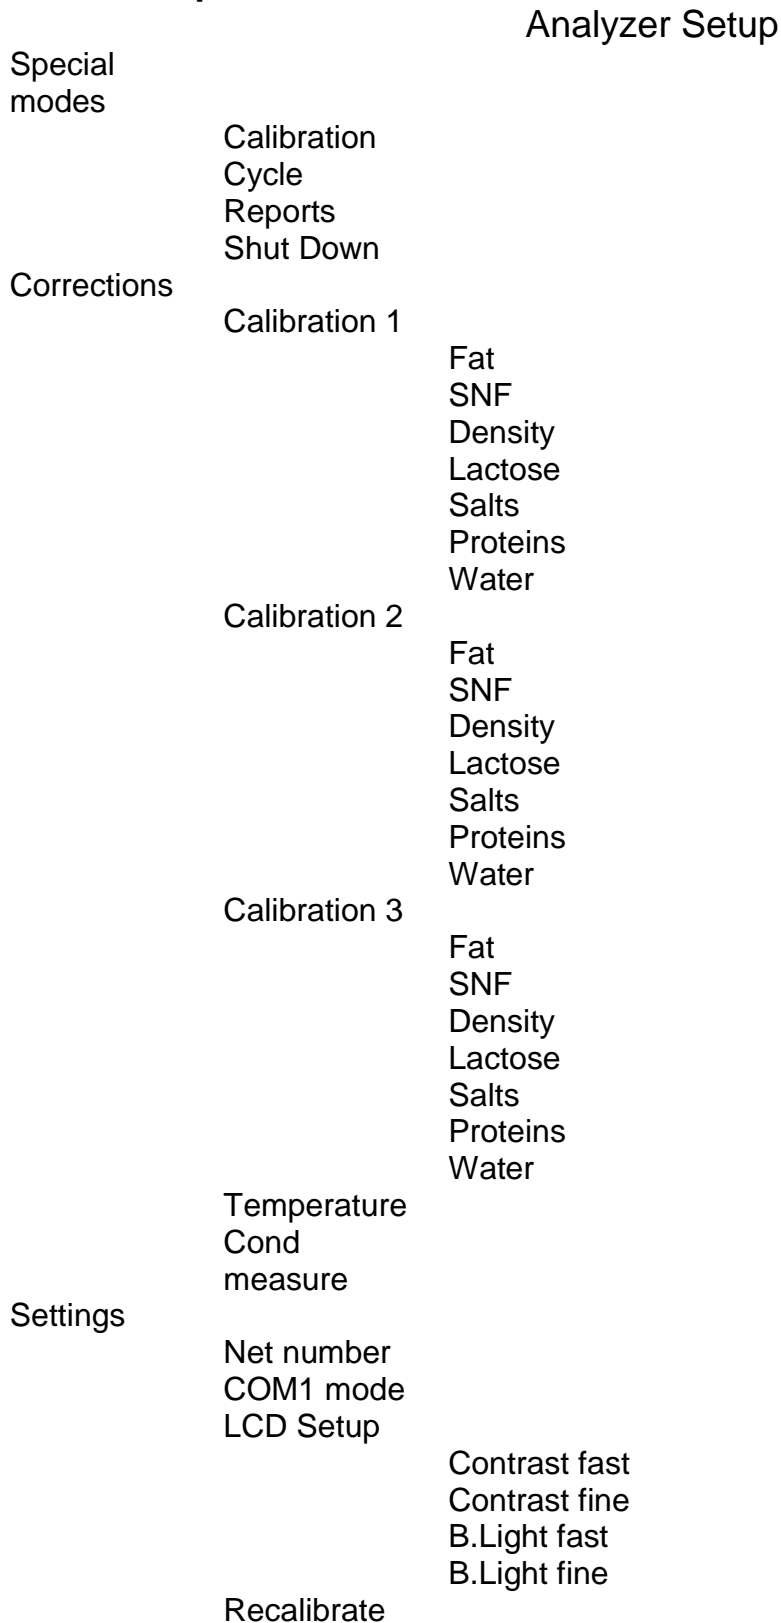 Analyzer Setup
Special
modes
Calibration
Cycle
Reports
Shut Down
Corrections
Calibration 1
Fat
SNF
Density
Lactose
Salts
Proteins
Water
Calibration 2
Fat
SNF
Density
Lactose
Salts
Proteins
Water
Calibration 3
Fat
SNF
Density
Lactose
Salts
Proteins
Water
Temperature
Cond
measure
Settings
Net number
COM1 mode
LCD Setup
Contrast fast
Contrast fine
B.Light fast
B.Light fine
Recalibrate